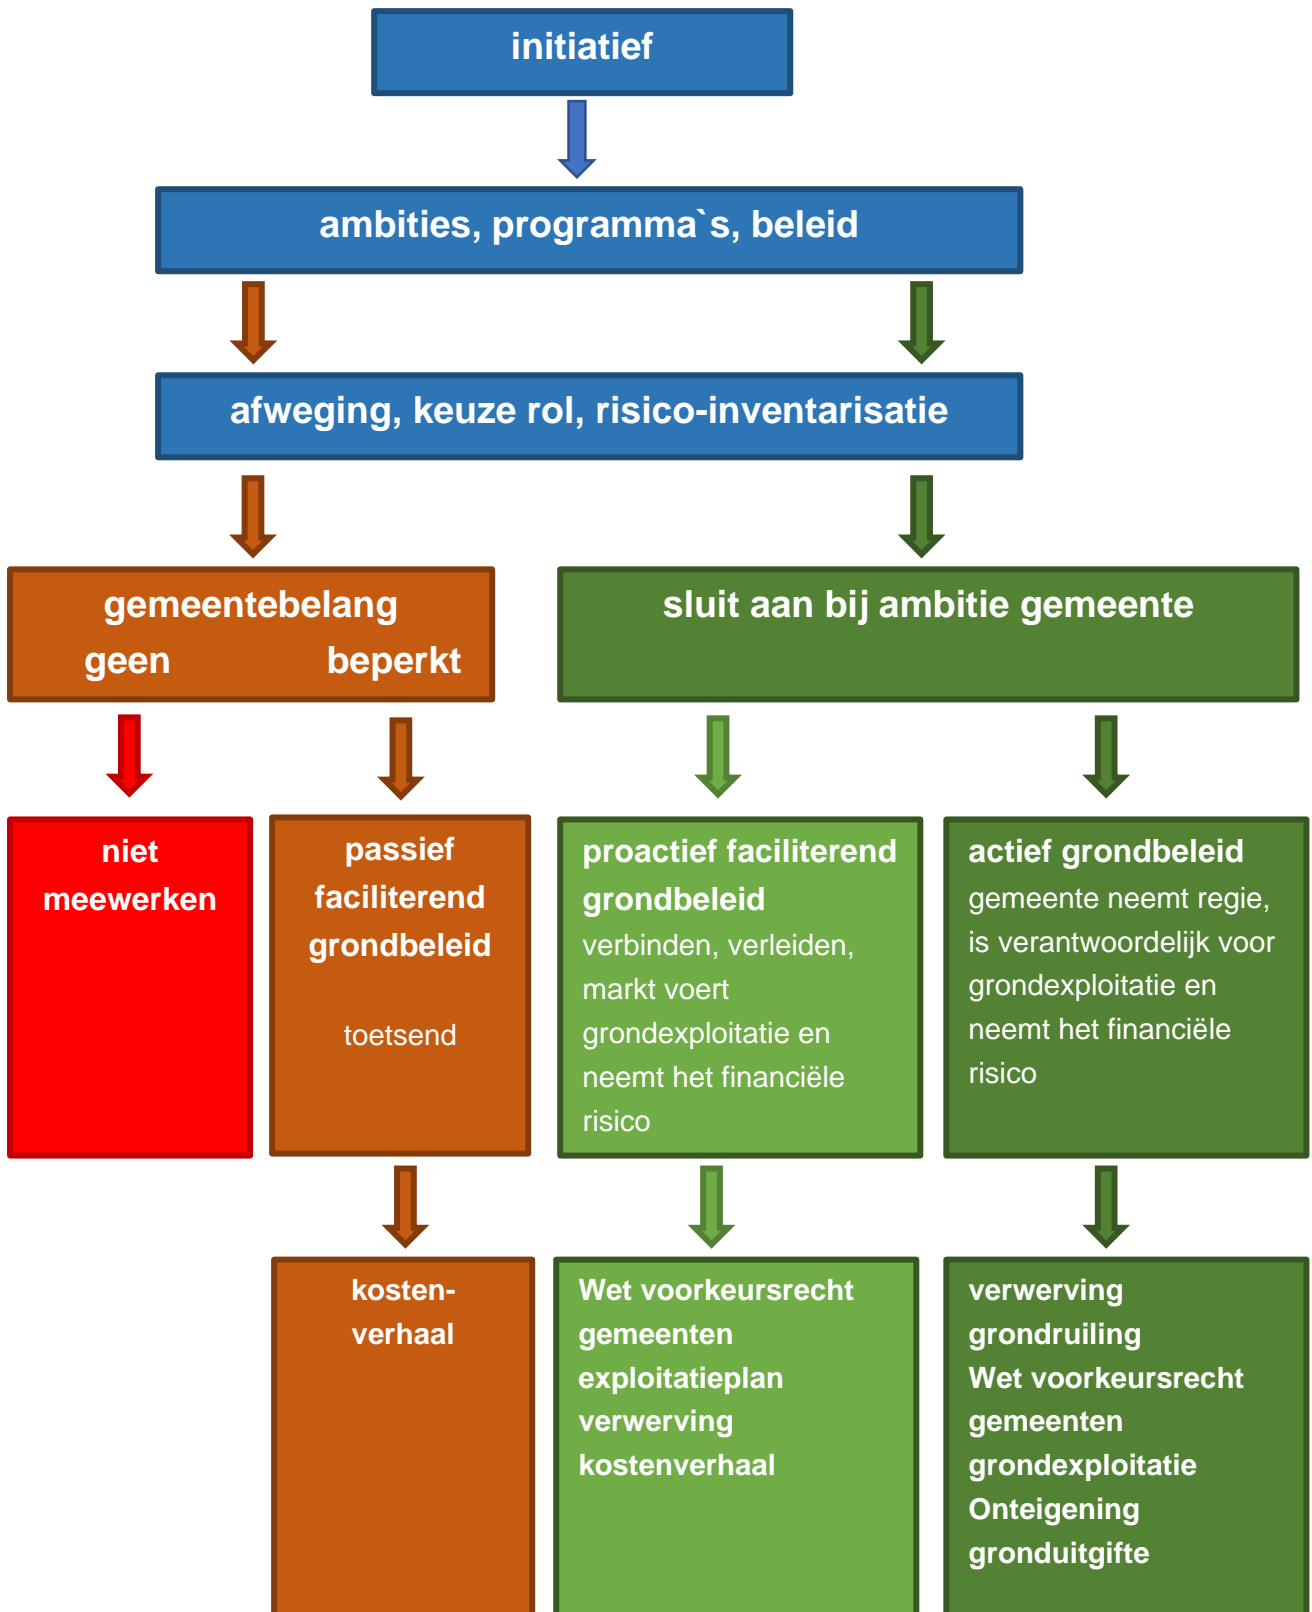 initiatief
ambities, programma`s, beleid
afweging, keuze rol, risico-inventarisatie
gemeentebelang
geen beperkt
sluit aan bij ambitie gemeente
niet
meewerken
passief
faciliterend
grondbeleid
toetsend
proactief faciliterend
grondbeleid
verbinden, verleiden,
markt voert
grondexploitatie en
neemt het financiële
risico
actief grondbeleid
gemeente neemt regie,
is verantwoordelijk voor
grondexploitatie en
neemt het financiële
risico
kosten-
verhaal
Wet voorkeursrecht
gemeenten
exploitatieplan
verwerving
kostenverhaal
verwerving
grondruiling
Wet voorkeursrecht
gemeenten
grondexploitatie
Onteigening
gronduitgifte